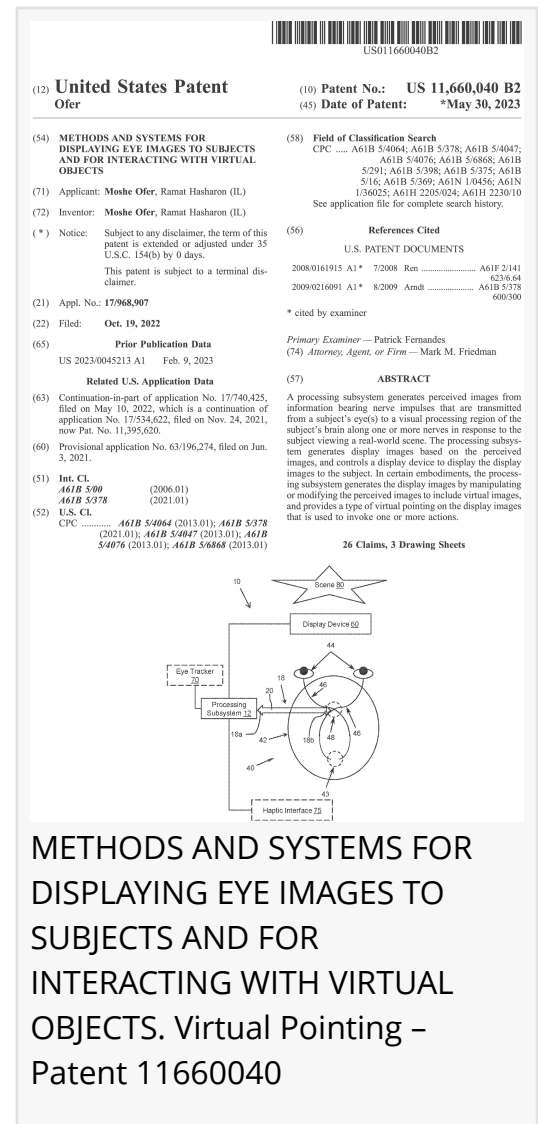 US011660040B2
(12) United States Patent
Ofer
(10) Patent No.: US 11,660,040 B2
(45) Date of Patent: *May 30, 2023
(54) METHODS AND SYSTEMS FOR
DISPLAYING EYE IMAGES TO SUBJECTS
AND FOR INTERACTING WITH VIRTUAL
OBJECTS
(71) Applicant: Moshe Ofer, Ramat Hasharon (IL)
(72) Inventor: Moshe Ofer, Ramat Hasharon (IL)
( * ) Notice: Subject to any disclaimer, the term of this
patent is extended or adjusted under 35
U.S.C. 154(b) by 0 days.
This patent is subject to a terminal dis-
claimer.
(21) Appl. No.: 17/968,907
(22) Filed: Oct. 19, 2022
(65) Prior Publication Data
US 2023/0045213 A1 Feb. 9, 2023
Related U.S. Application Data
(63) Continuation-in-part of application No. 17/740,425,
filed on May 10, 2022, which is a continuation of
application No. 17/534,622, filed on Nov. 24, 2021,
now Pat. No. 11,395,620.
(60) Provisional application No. 63/196,274, filed on Jun.
3, 2021.
(51) Int. Cl.
A61B 5/00 (2006.01)
A61B 5/378 (2021.01)
(52) U.S. Cl.
CPC ............ A61B 5/4064 (2013.01); A61B 5/378
(2021.01); A61B 5/4047 (2013.01); A61B
5/4076 (2013.01); A61B 5/6868 (2013.01)
(58) Field of Classification Search
CPC ..... A61B 5/4064; A61B 5/378; A61B 5/4047;
A61B 5/4076; A61B 5/6868; A61B
5/291; A61B 5/398; A61B 5/375; A61B
5/16; A61B 5/369; A61N 1/0456; A61N
1/36025; A61H 2205/024; A61H 2230/10
See application file for complete search history.
(56) References Cited
U.S. PATENT DOCUMENTS
2008/0161915 A1* 7/2008 Ren ..................... A61F 2/141
623/6.64
2009/0216091 A1* 8/2009 Arndt ................... A61B 5/378
600/300
* cited by examiner
Primary Examiner — Patrick Fernandes
(74) Attorney, Agent, or Firm — Mark M. Friedman
(57) ABSTRACT
A processing subsystem generates perceived images from
information bearing nerve impulses that are transmitted
from a subject's eye(s) to a visual processing region of the
subject's brain along one or more nerves in response to the
subject viewing a real-world scene. The processing subsys-
tem generates display images based on the perceived
images, and controls a display device to display the display
images to the subject. In certain embodiments, the process-
ing subsystem generates the display images by manipulating
or modifying the perceived images to include virtual images,
and provides a type of virtual pointing on the display images
that is used to invoke one or more actions.
26 Claims, 3 Drawing Sheets
10
Scene 80
Display Device 60
44
Eye Tracker
70
18
46
20
Processing
Subsystem 12
18a
42
18b
48
46
40
43
Haptic Interface 75
METHODS AND SYSTEMS FOR
DISPLAYING EYE IMAGES TO
SUBJECTS AND FOR
INTERACTING WITH VIRTUAL
OBJECTS. Virtual Pointing –
Patent 11660040